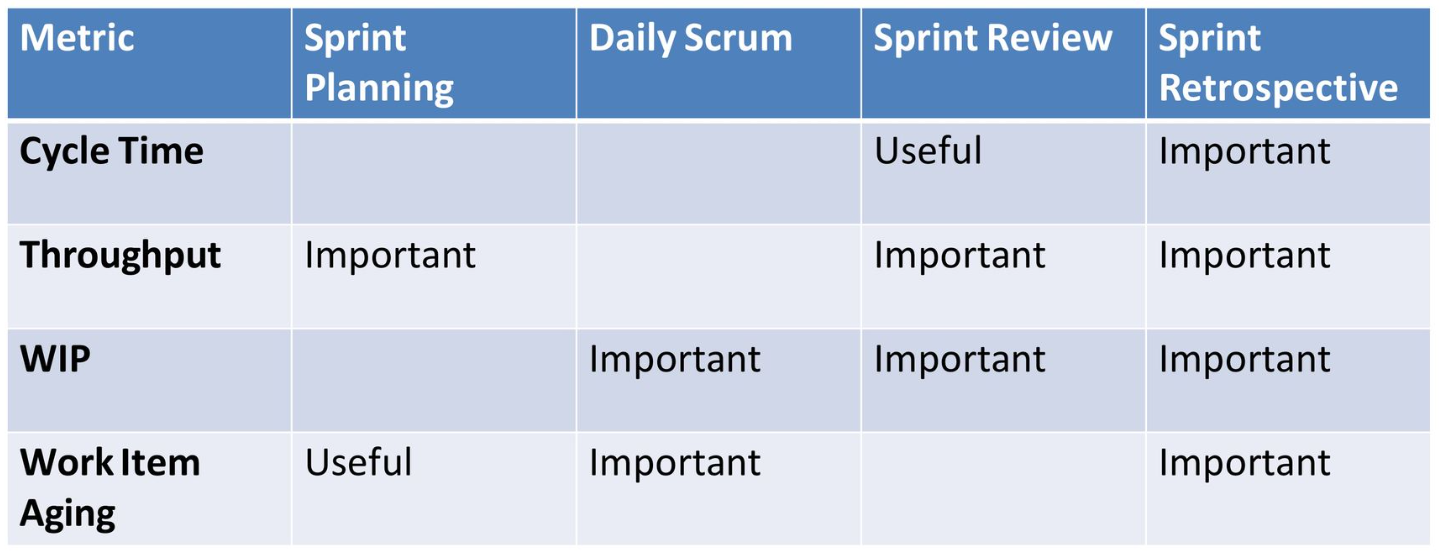 Metric Sprint Planning Daily Scrum Sprint Review Sprint Retrospective
Cycle Time Useful Important
Throughput Important Important Important
WIP Important Important Important
Work Item Aging Useful Important Important